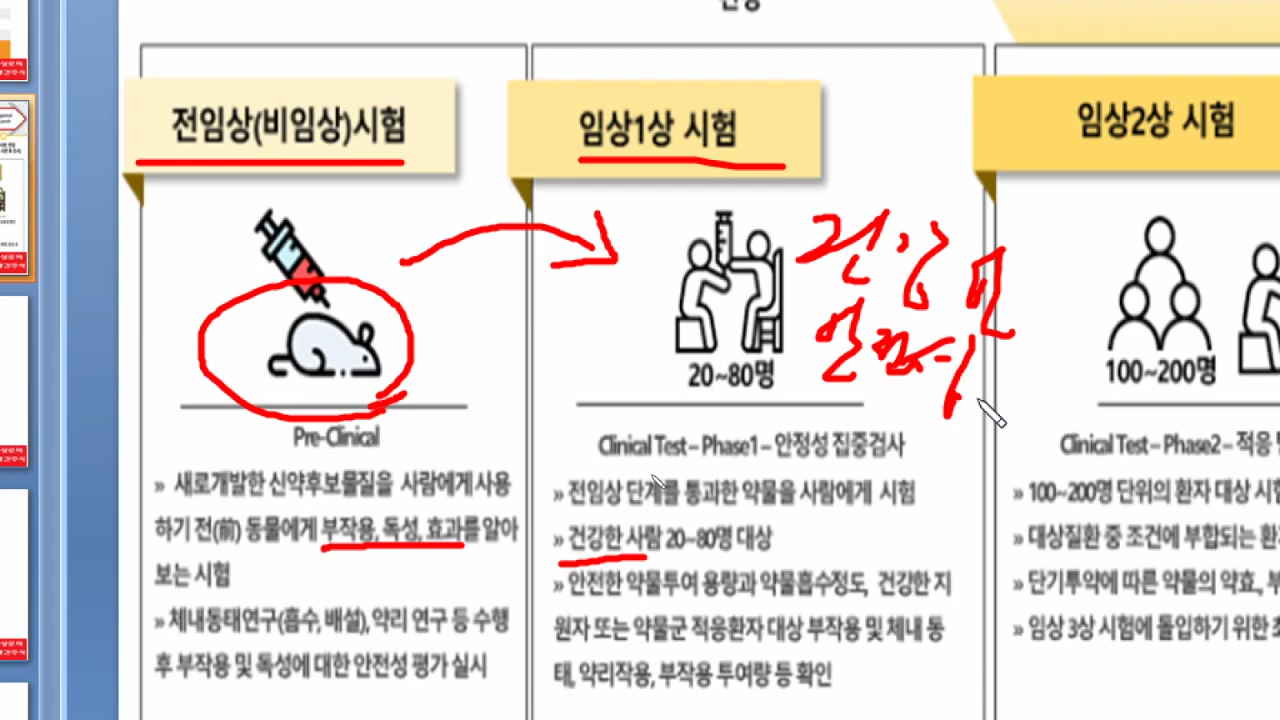 전임상(비임상)시험
Pre-Clinical
» 새로개발한 신약후보물질을 사람에게 사용
하기 전(前) 동물에게 부작용, 독성, 효과를 알아
보는 시험
» 체내동태연구(흡수, 배설), 약리 연구 등 수행
후 부작용 및 독성에 대한 안전성 평가 실시
임상1상 시험
건강인
안전성
20~80명
Clinical Test – Phase1 – 안정성 집중검사
» 전임상 단계를 통과한 약물을 사람에게 시험
» 건강한 사람 20~80명 대상
» 안전한 약물투여 용량과 약물흡수정도, 건강한 지
원자 또는 약물군 적응환자 대상 부작용 및 체내 동
태, 약리작용, 부작용 투여량 등 확인
임상2상 시험
100~200명
Clinical Test – Phase2 – 적응
» 100~200명 단위의 환자 대상
» 대상질환 중 조건에 부합되는
» 단기투약에 따른 약물의 약효,
» 임상 3상 시험에 돌입하기 위한